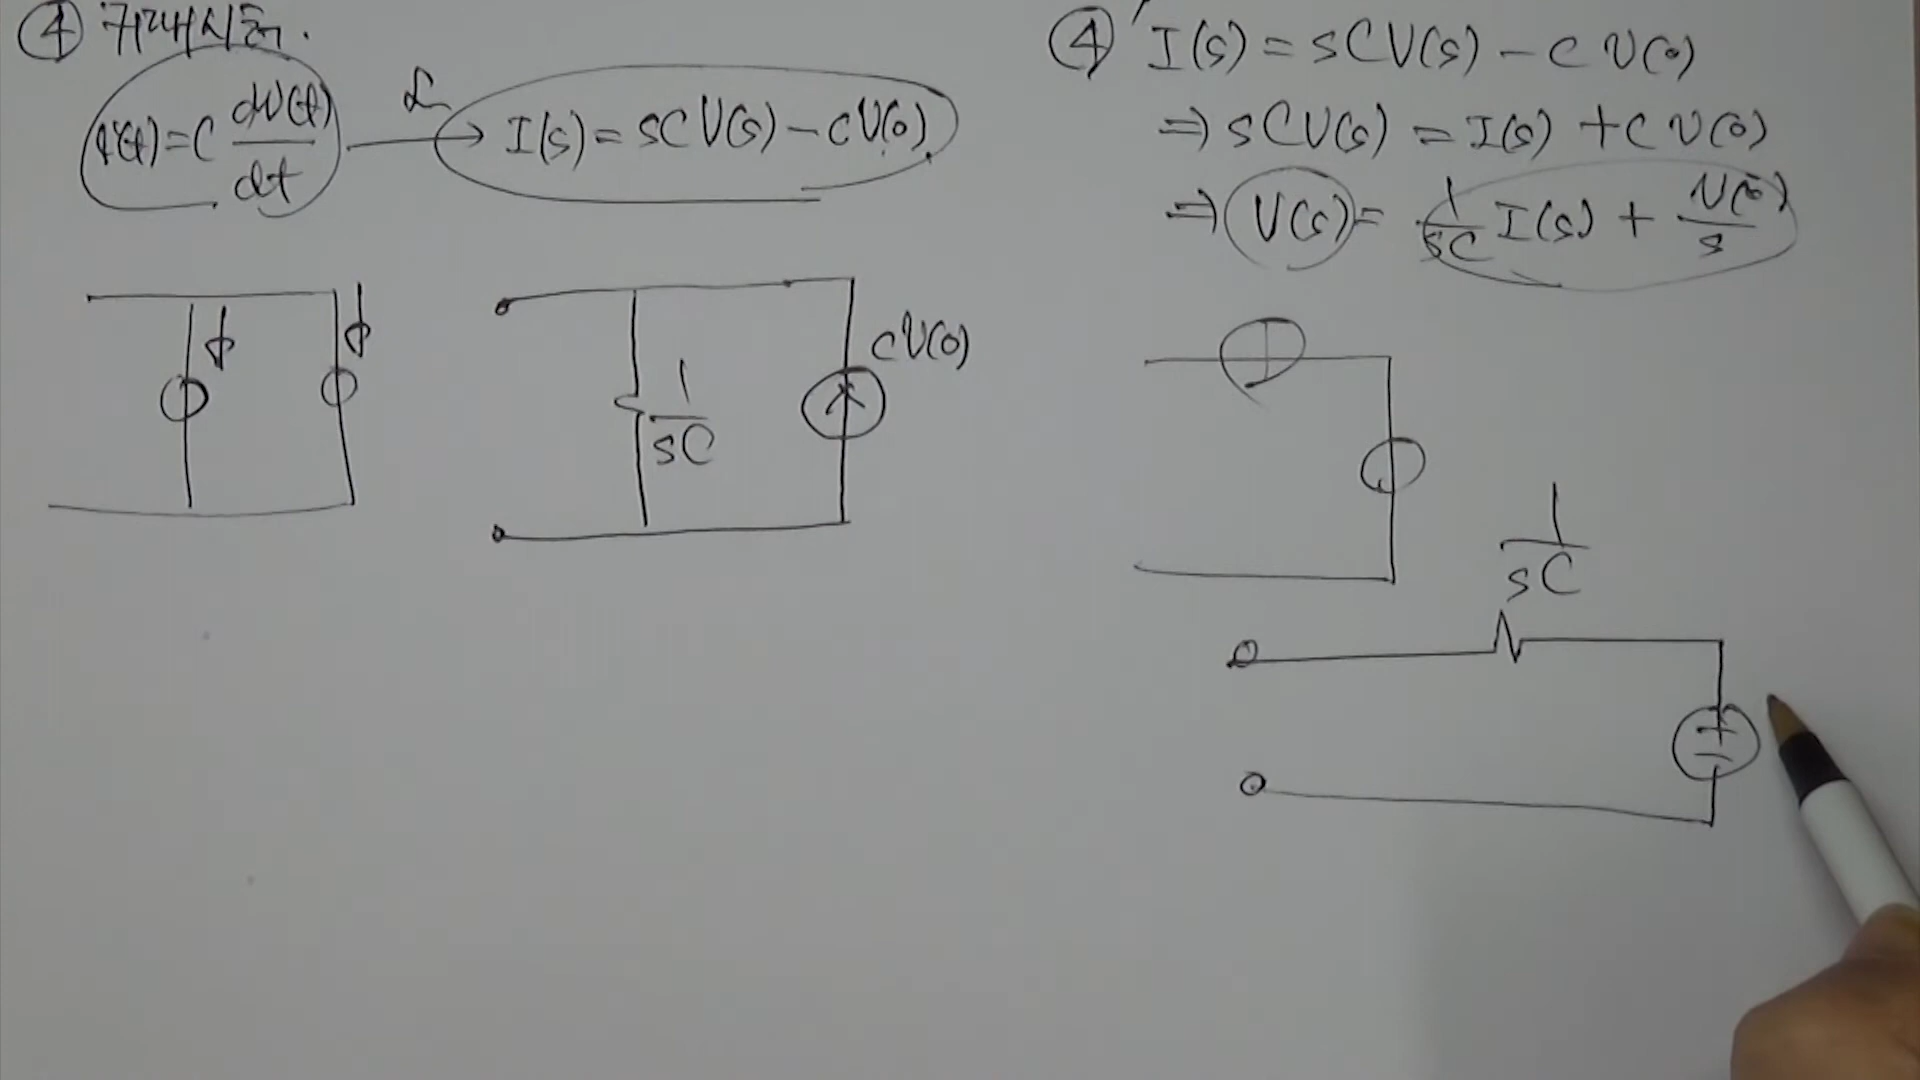 ④ 커패시터.
i(t)=C dv(t)/dt
ℒ
I(s)=sCV(s)-Cv(0).
1/sC
Cv(0)
④' I(s)=sCV(s)-Cv(0)
⇒ sCV(s)=I(s)+Cv(0)
⇒ V(s)= 1/sC I(s)+ v(0)/s
1/sC
+
-